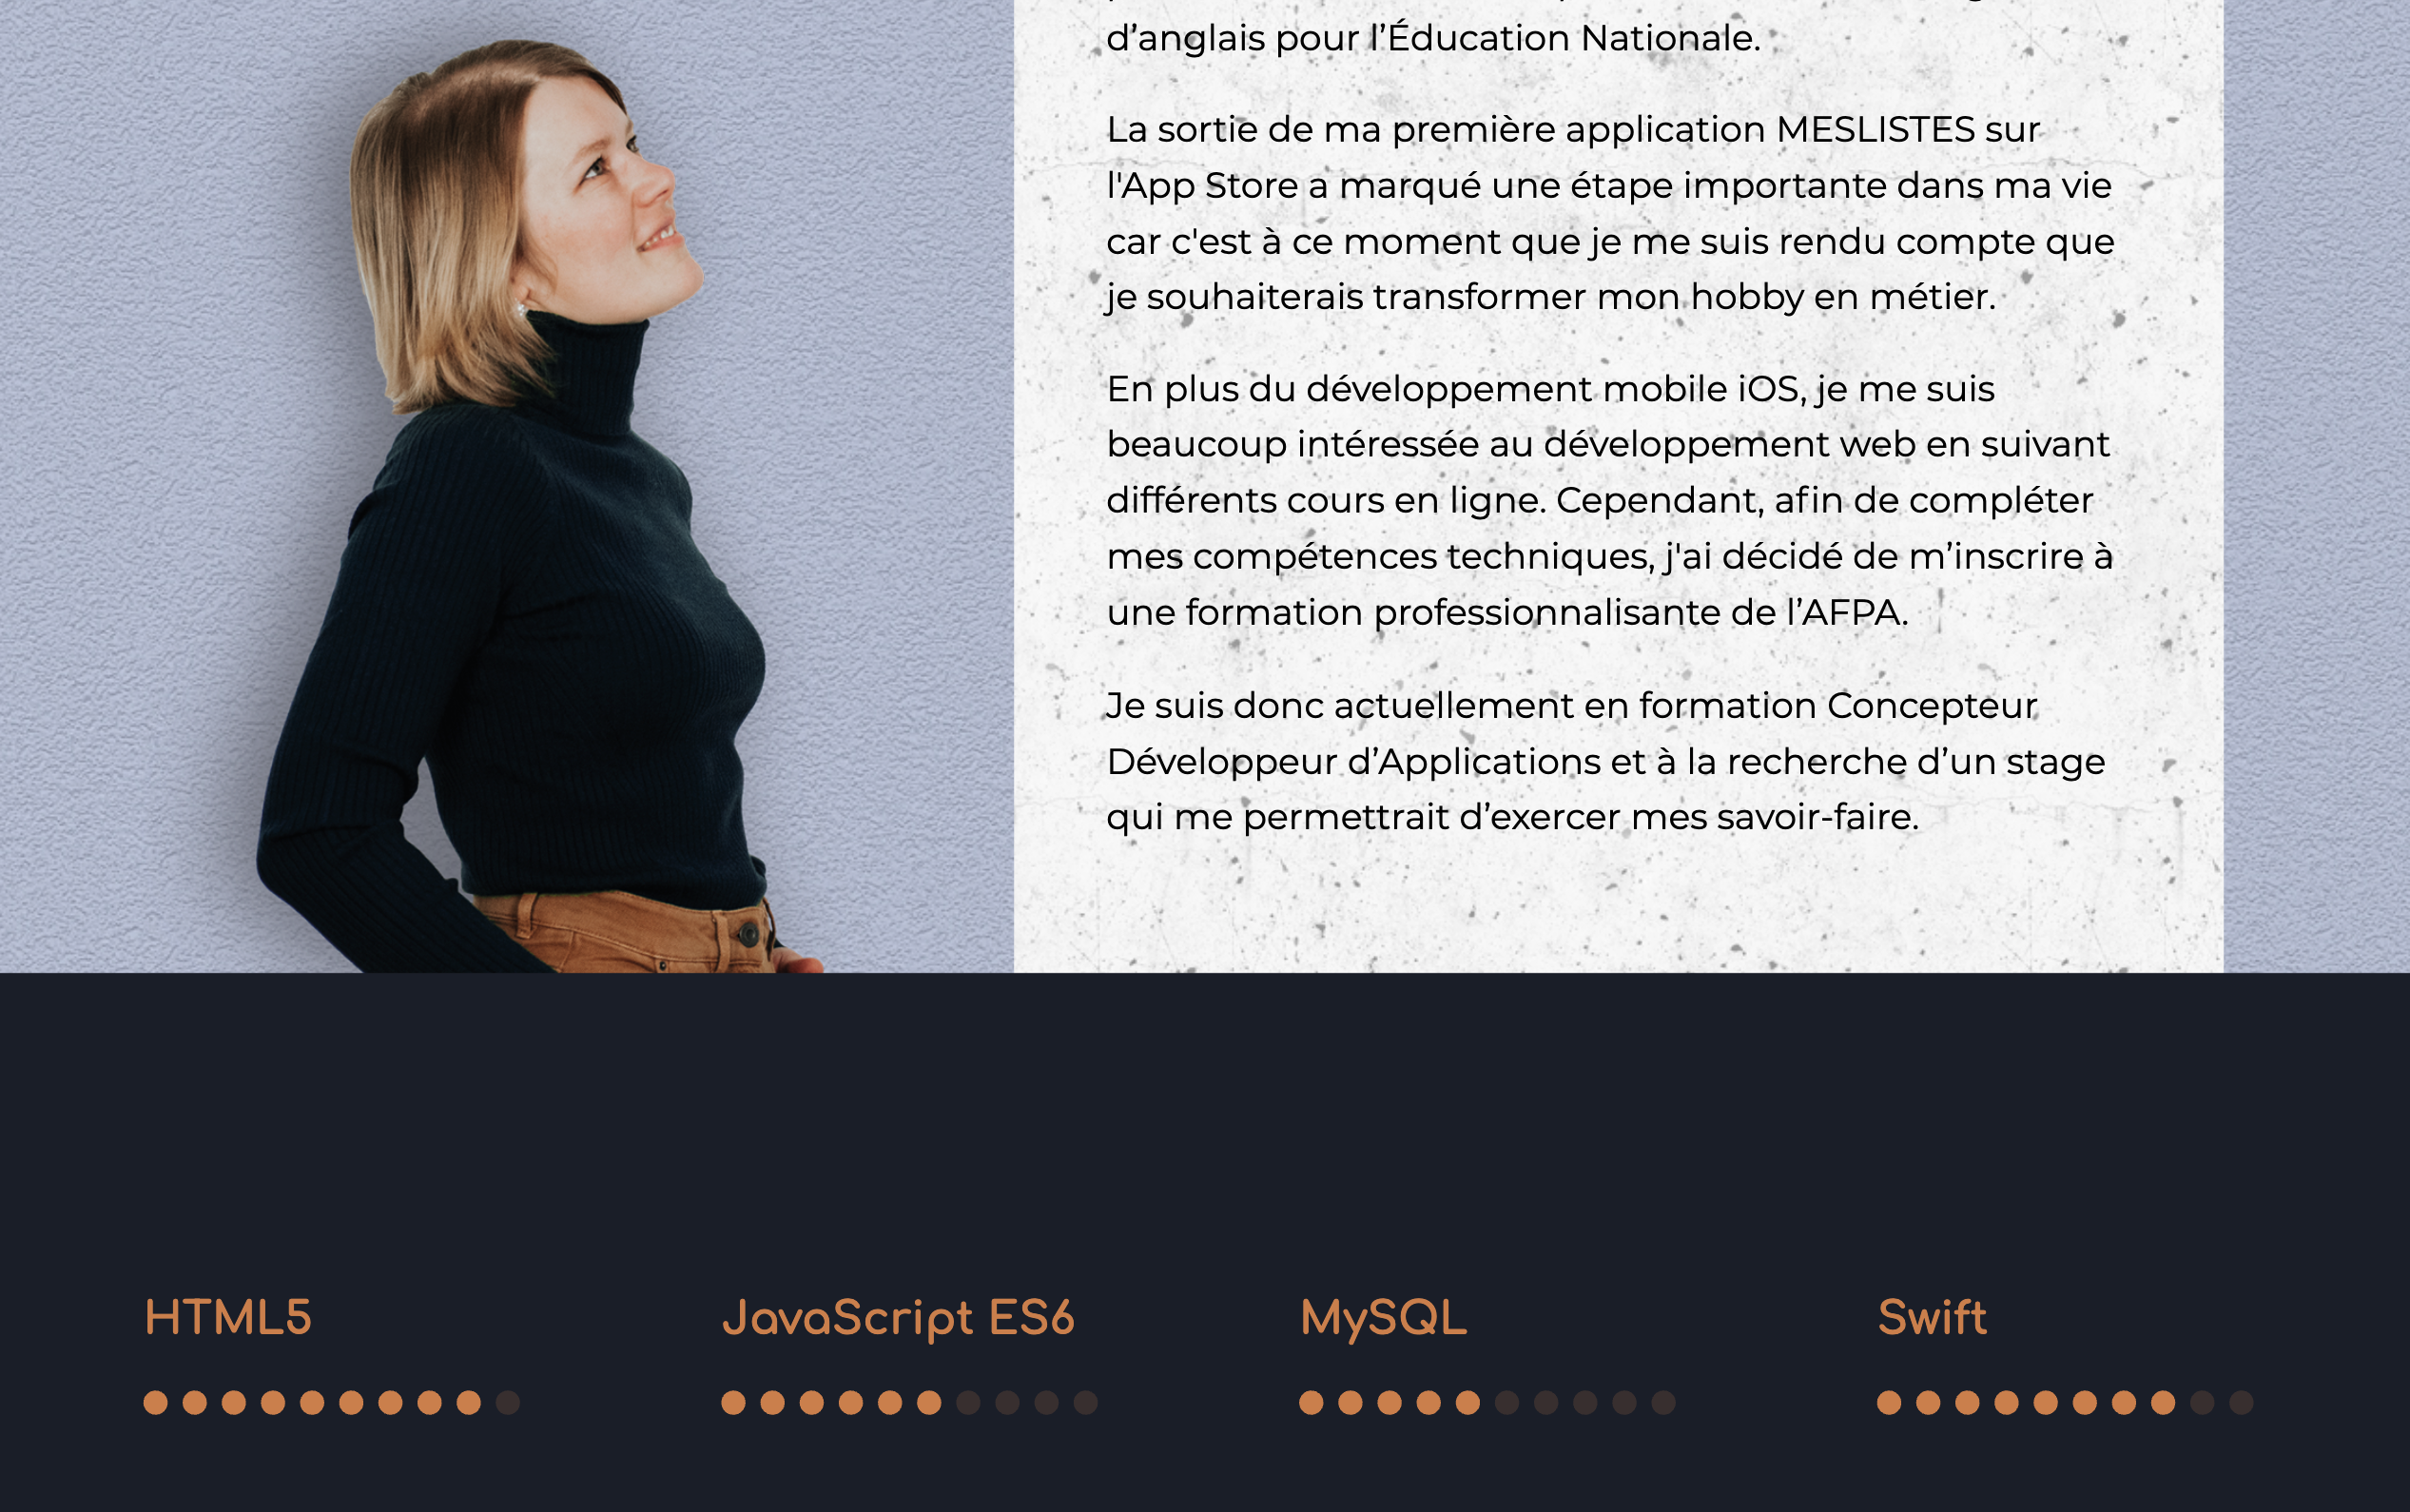 d’anglais pour l’Éducation Nationale.
La sortie de ma première application MESLISTES sur
l'App Store a marqué une étape importante dans ma vie
car c'est à ce moment que je me suis rendu compte que
je souhaiterais transformer mon hobby en métier.
En plus du développement mobile iOS, je me suis
beaucoup intéressée au développement web en suivant
différents cours en ligne. Cependant, afin de compléter
mes compétences techniques, j'ai décidé de m’inscrire à
une formation professionnalisante de l’AFPA.
Je suis donc actuellement en formation Concepteur
Développeur d’Applications et à la recherche d’un stage
qui me permettrait d’exercer mes savoir-faire.
HTML5
JavaScript ES6
MySQL
Swift